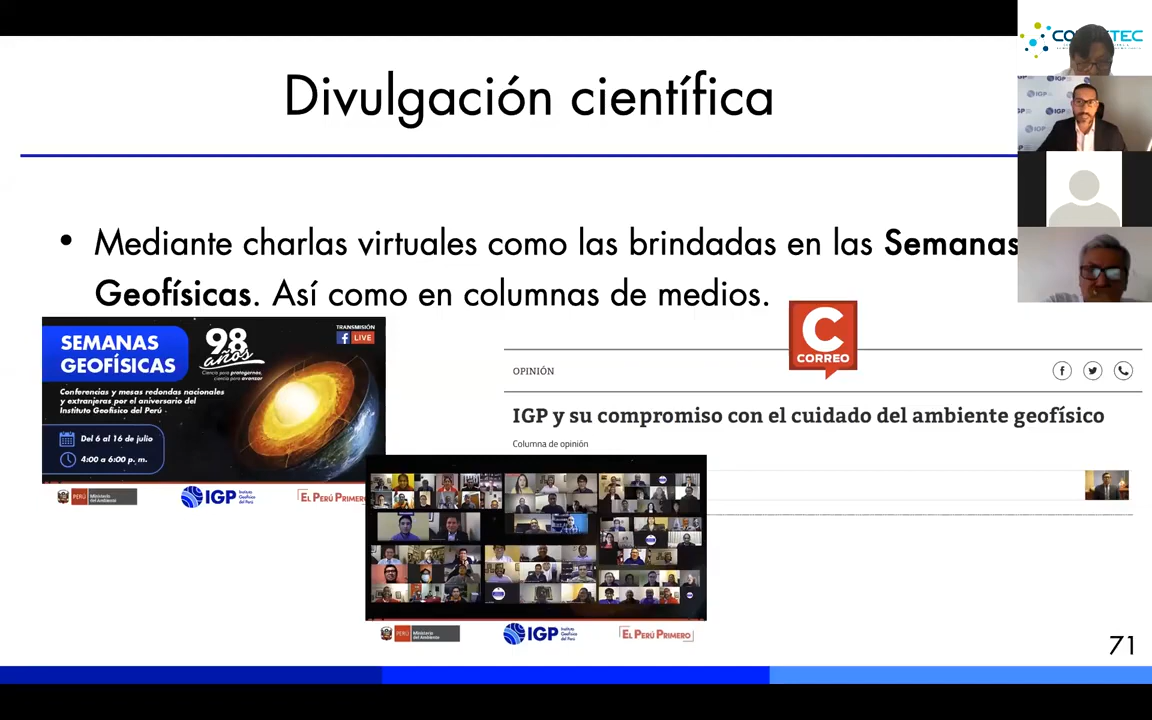 Divulgación científica
• Mediante charlas virtuales como las brindadas en las Semanas
Geofísicas. Así como en columnas de medios.
SEMANAS
GEOFÍSICAS
98
años
Ciencia para protegernos,
ciencia para avanzar
TRANSMISIÓN
f LIVE
Conferencias y mesas redondas nacionales
y extranjeras por el aniversario del
Instituto Geofísico del Perú
Del 6 al 16 de julio
4:00 a 6:00 p. m.
PERÚ Ministerio
del Ambiente
IGP Instituto
Geofísico
del Perú
EL PERÚ PRIMERO
C
CORREO
OPINIÓN
IGP y su compromiso con el cuidado del ambiente geofísico
Columna de opinión
PERÚ Ministerio
del Ambiente
IGP Instituto
Geofísico
del Perú
EL PERÚ PRIMERO
71
TEC
IGP
IGP
IGP